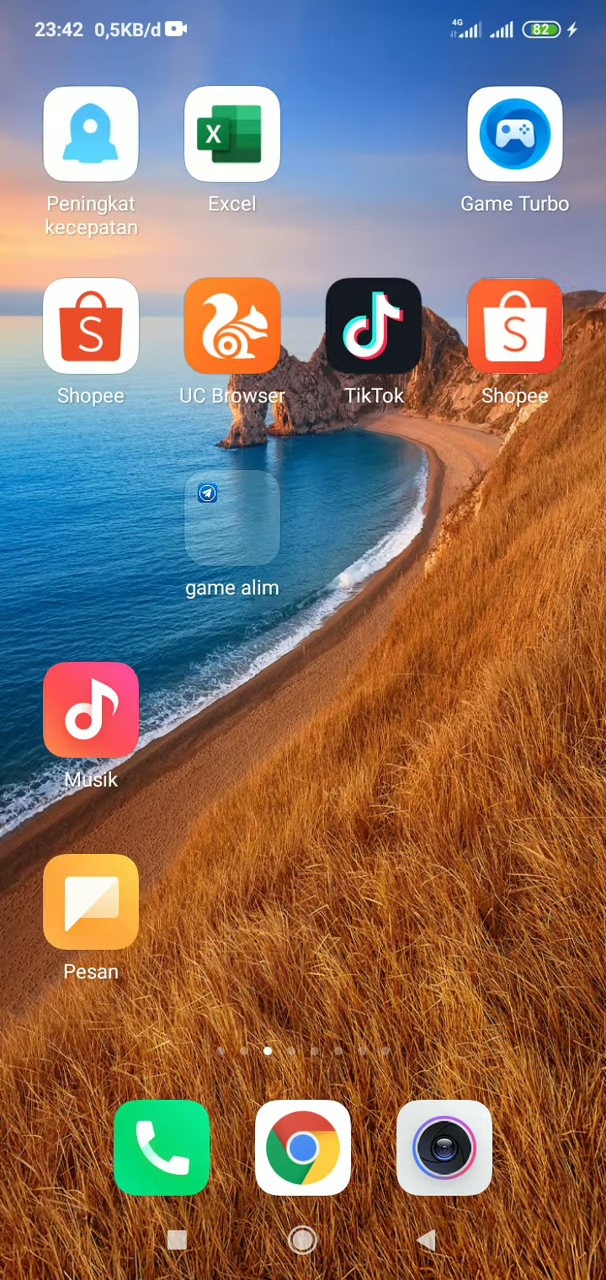 23:42 0,5KB/d
4G
82
Peningkat
kecepatan
Excel
Game Turbo
Shopee
UC Browser
TikTok
Shopee
game alim
Musik
Pesan